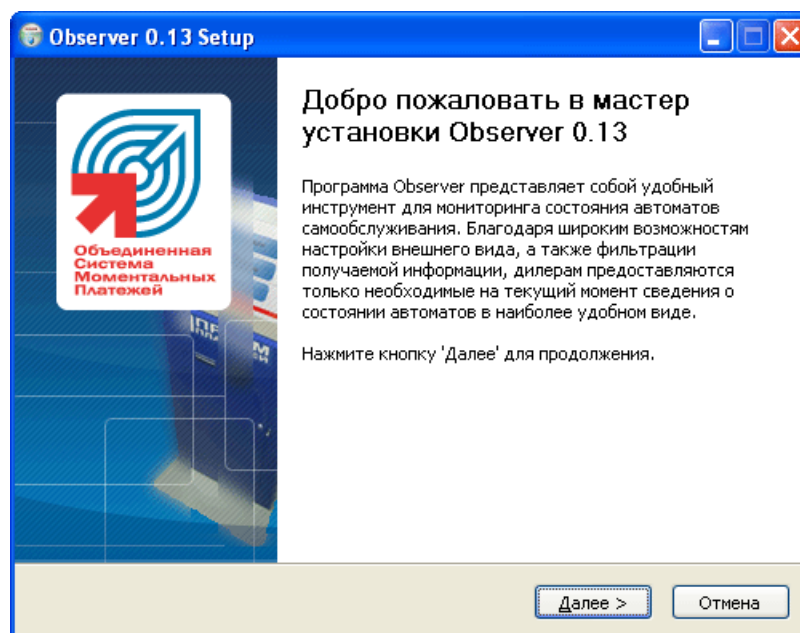 Observer 0.13 Setup
Добро пожаловать в мастер
установки Observer 0.13
Программа Observer представляет собой удобный
инструмент для мониторинга состояния автоматов
самообслуживания. Благодаря широким возможностям
настройки внешнего вида, а также фильтрации
получаемой информации, дилерам предоставляются
только необходимые на текущий момент сведения о
состоянии автоматов в наиболее удобном виде.
Нажмите кнопку 'Далее' для продолжения.
Объединенная
Система
Моментальных
Платежей
Далее >
Отмена